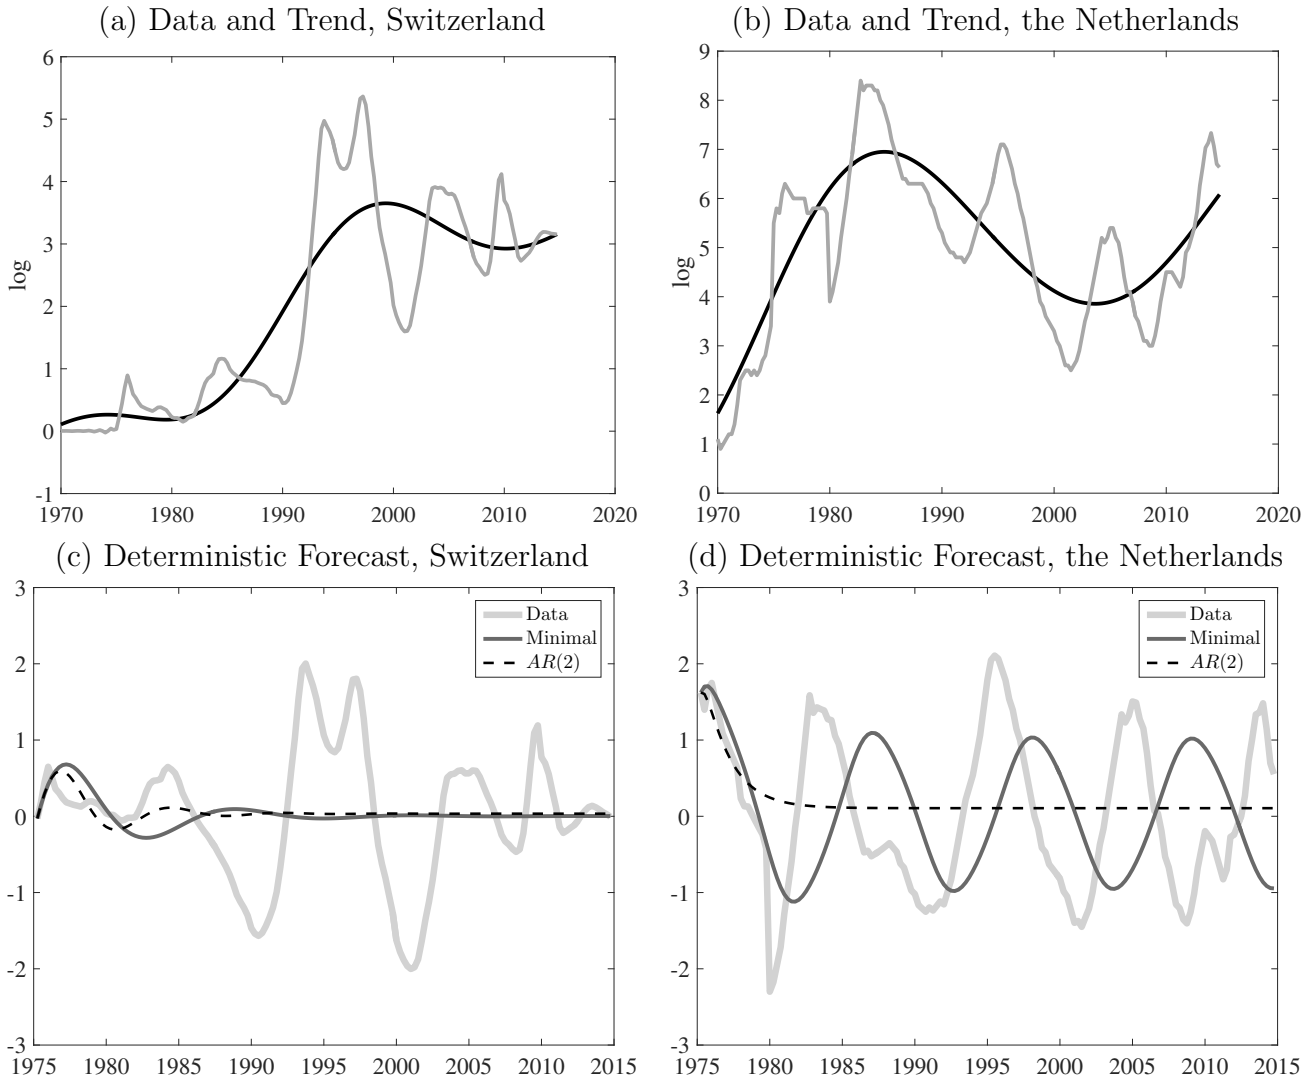 (a) Data and Trend, Switzerland
(b) Data and Trend, the Netherlands
6
5
4
3
2
1
0
-1
log
1970 1980 1990 2000 2010 2020
9
8
7
6
5
4
3
2
1
0
log
1970 1980 1990 2000 2010 2020
(c) Deterministic Forecast, Switzerland
(d) Deterministic Forecast, the Netherlands
3
2
1
0
-1
-2
-3
Data
Minimal
AR(2)
1975 1980 1985 1990 1995 2000 2005 2010 2015
3
2
1
0
-1
-2
-3
Data
Minimal
AR(2)
1975 1980 1985 1990 1995 2000 2005 2010 2015